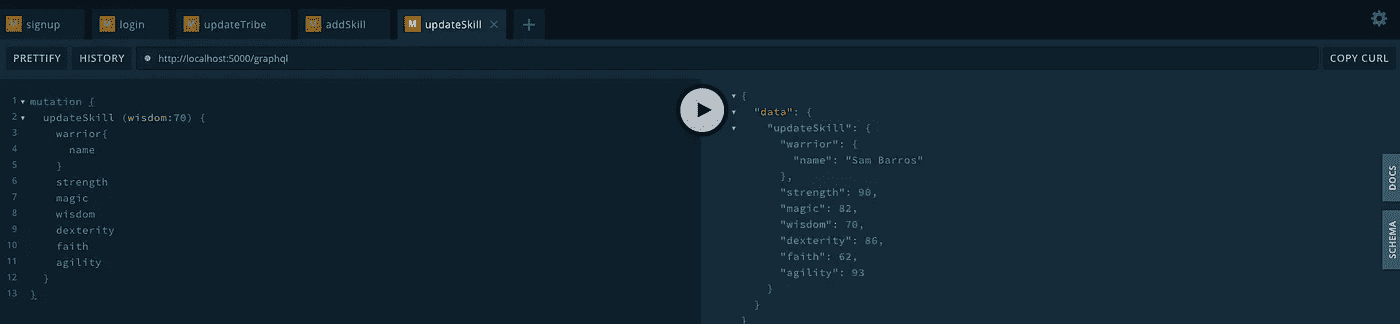 M signup M login M updateTribe M addSkill M updateSkill × +
PRETTIFY HISTORY http://localhost:5000/graphql COPY CURL
1 mutation {
2 updateSkill (wisdom:70) {
3 warrior{
4 name
5 }
6 strength
7 magic
8 wisdom
9 dexterity
10 faith
11 agility
12 }
13 }
{
"data": {
"updateSkill": {
"warrior": {
"name": "Sam Barros"
},
"strength": 90,
"magic": 82,
"wisdom": 70,
"dexterity": 86,
"faith": 62,
"agility": 93
}
}
}
DOCS
SCHEMA